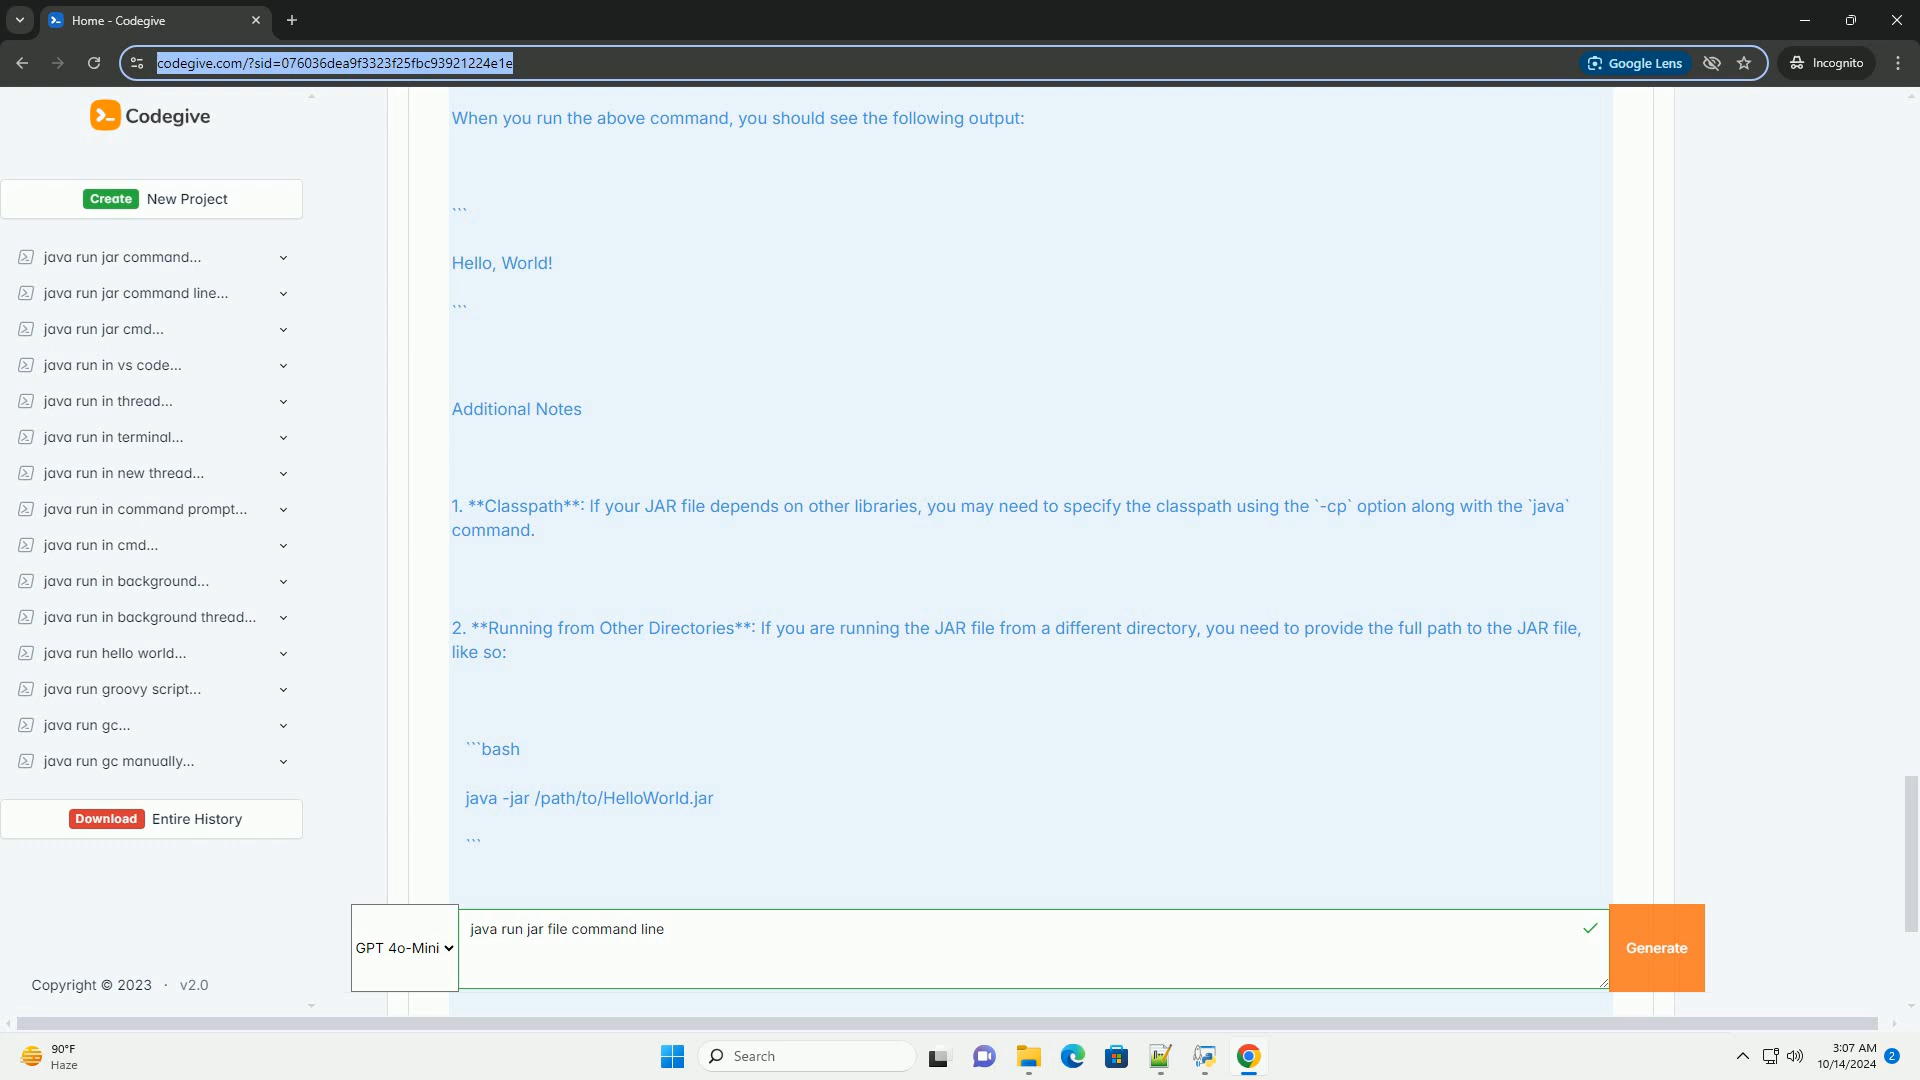 Home - Codegive
codegive.com/?sid=076036dea9f3323f25fbc93921224e1e
Google Lens
Incognito
Codegive
Create New Project
java run jar command...
java run jar command line...
java run jar cmd...
java run in vs code...
java run in thread...
java run in terminal...
java run in new thread...
java run in command prompt...
java run in cmd...
java run in background...
java run in background thread...
java run hello world...
java run groovy script...
java run gc...
java run gc manually...
Download Entire History
Copyright © 2023 · v2.0
When you run the above command, you should see the following output:
```
Hello, World!
```
Additional Notes
1. **Classpath**: If your JAR file depends on other libraries, you may need to specify the classpath using the `-cp` option along with the `java`
command.
2. **Running from Other Directories**: If you are running the JAR file from a different directory, you need to provide the full path to the JAR file,
like so:
```bash
java -jar /path/to/HelloWorld.jar
```
GPT 4o-Mini
java run jar file command line
Generate
90°F
Haze
Search
3:07 AM
10/14/2024
2